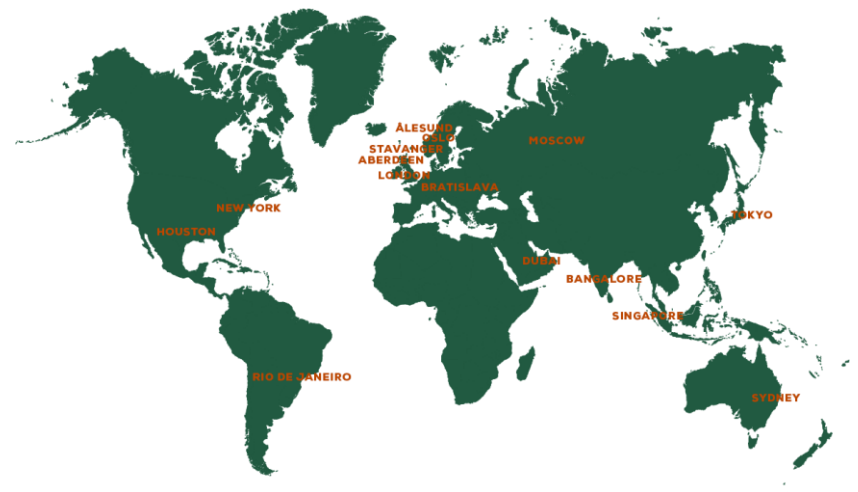 ÅLESUND
OSLO
MOSCOW
STAVANGER
ABERDEEN
LONDON
BRATISLAVA
NEW YORK
TOKYO
HOUSTON
DUBAI
BANGALORE
SINGAPORE
RIO DE JANEIRO
SYDNEY